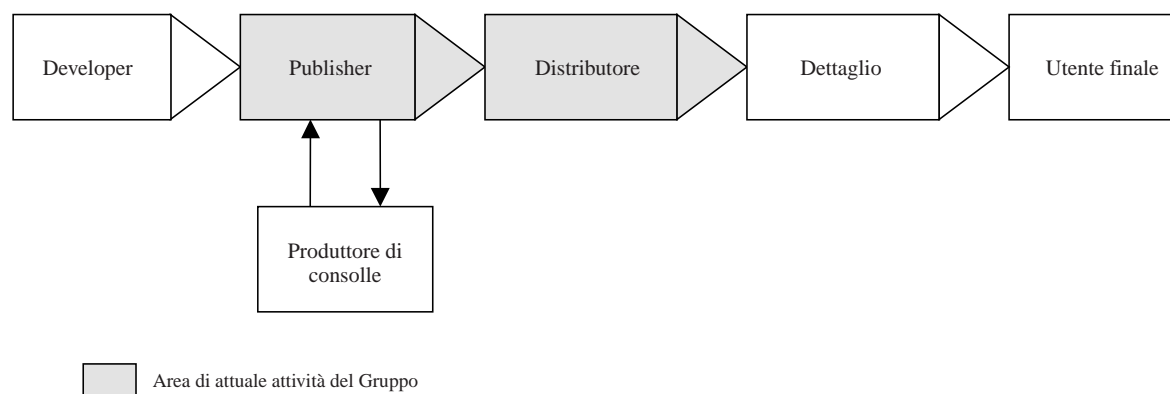 Developer
Publisher
Distributore
Dettaglio
Utente finale
Produttore di
consolle
Area di attuale attività del Gruppo